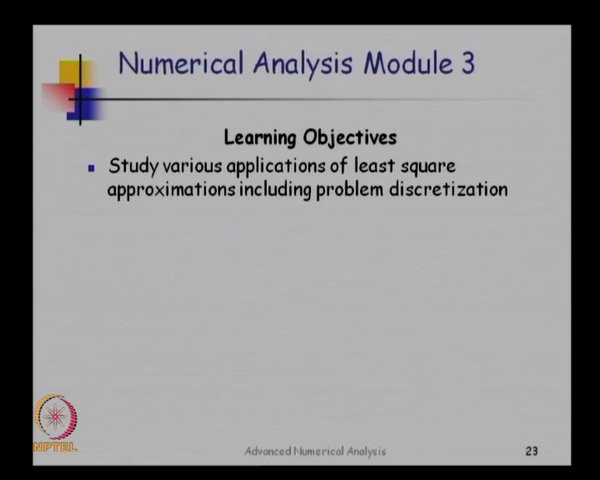 Numerical Analysis Module 3
Learning Objectives
Study various applications of least square
approximations including problem discretization
NPTEL
Advanced Numerical Analysis
23